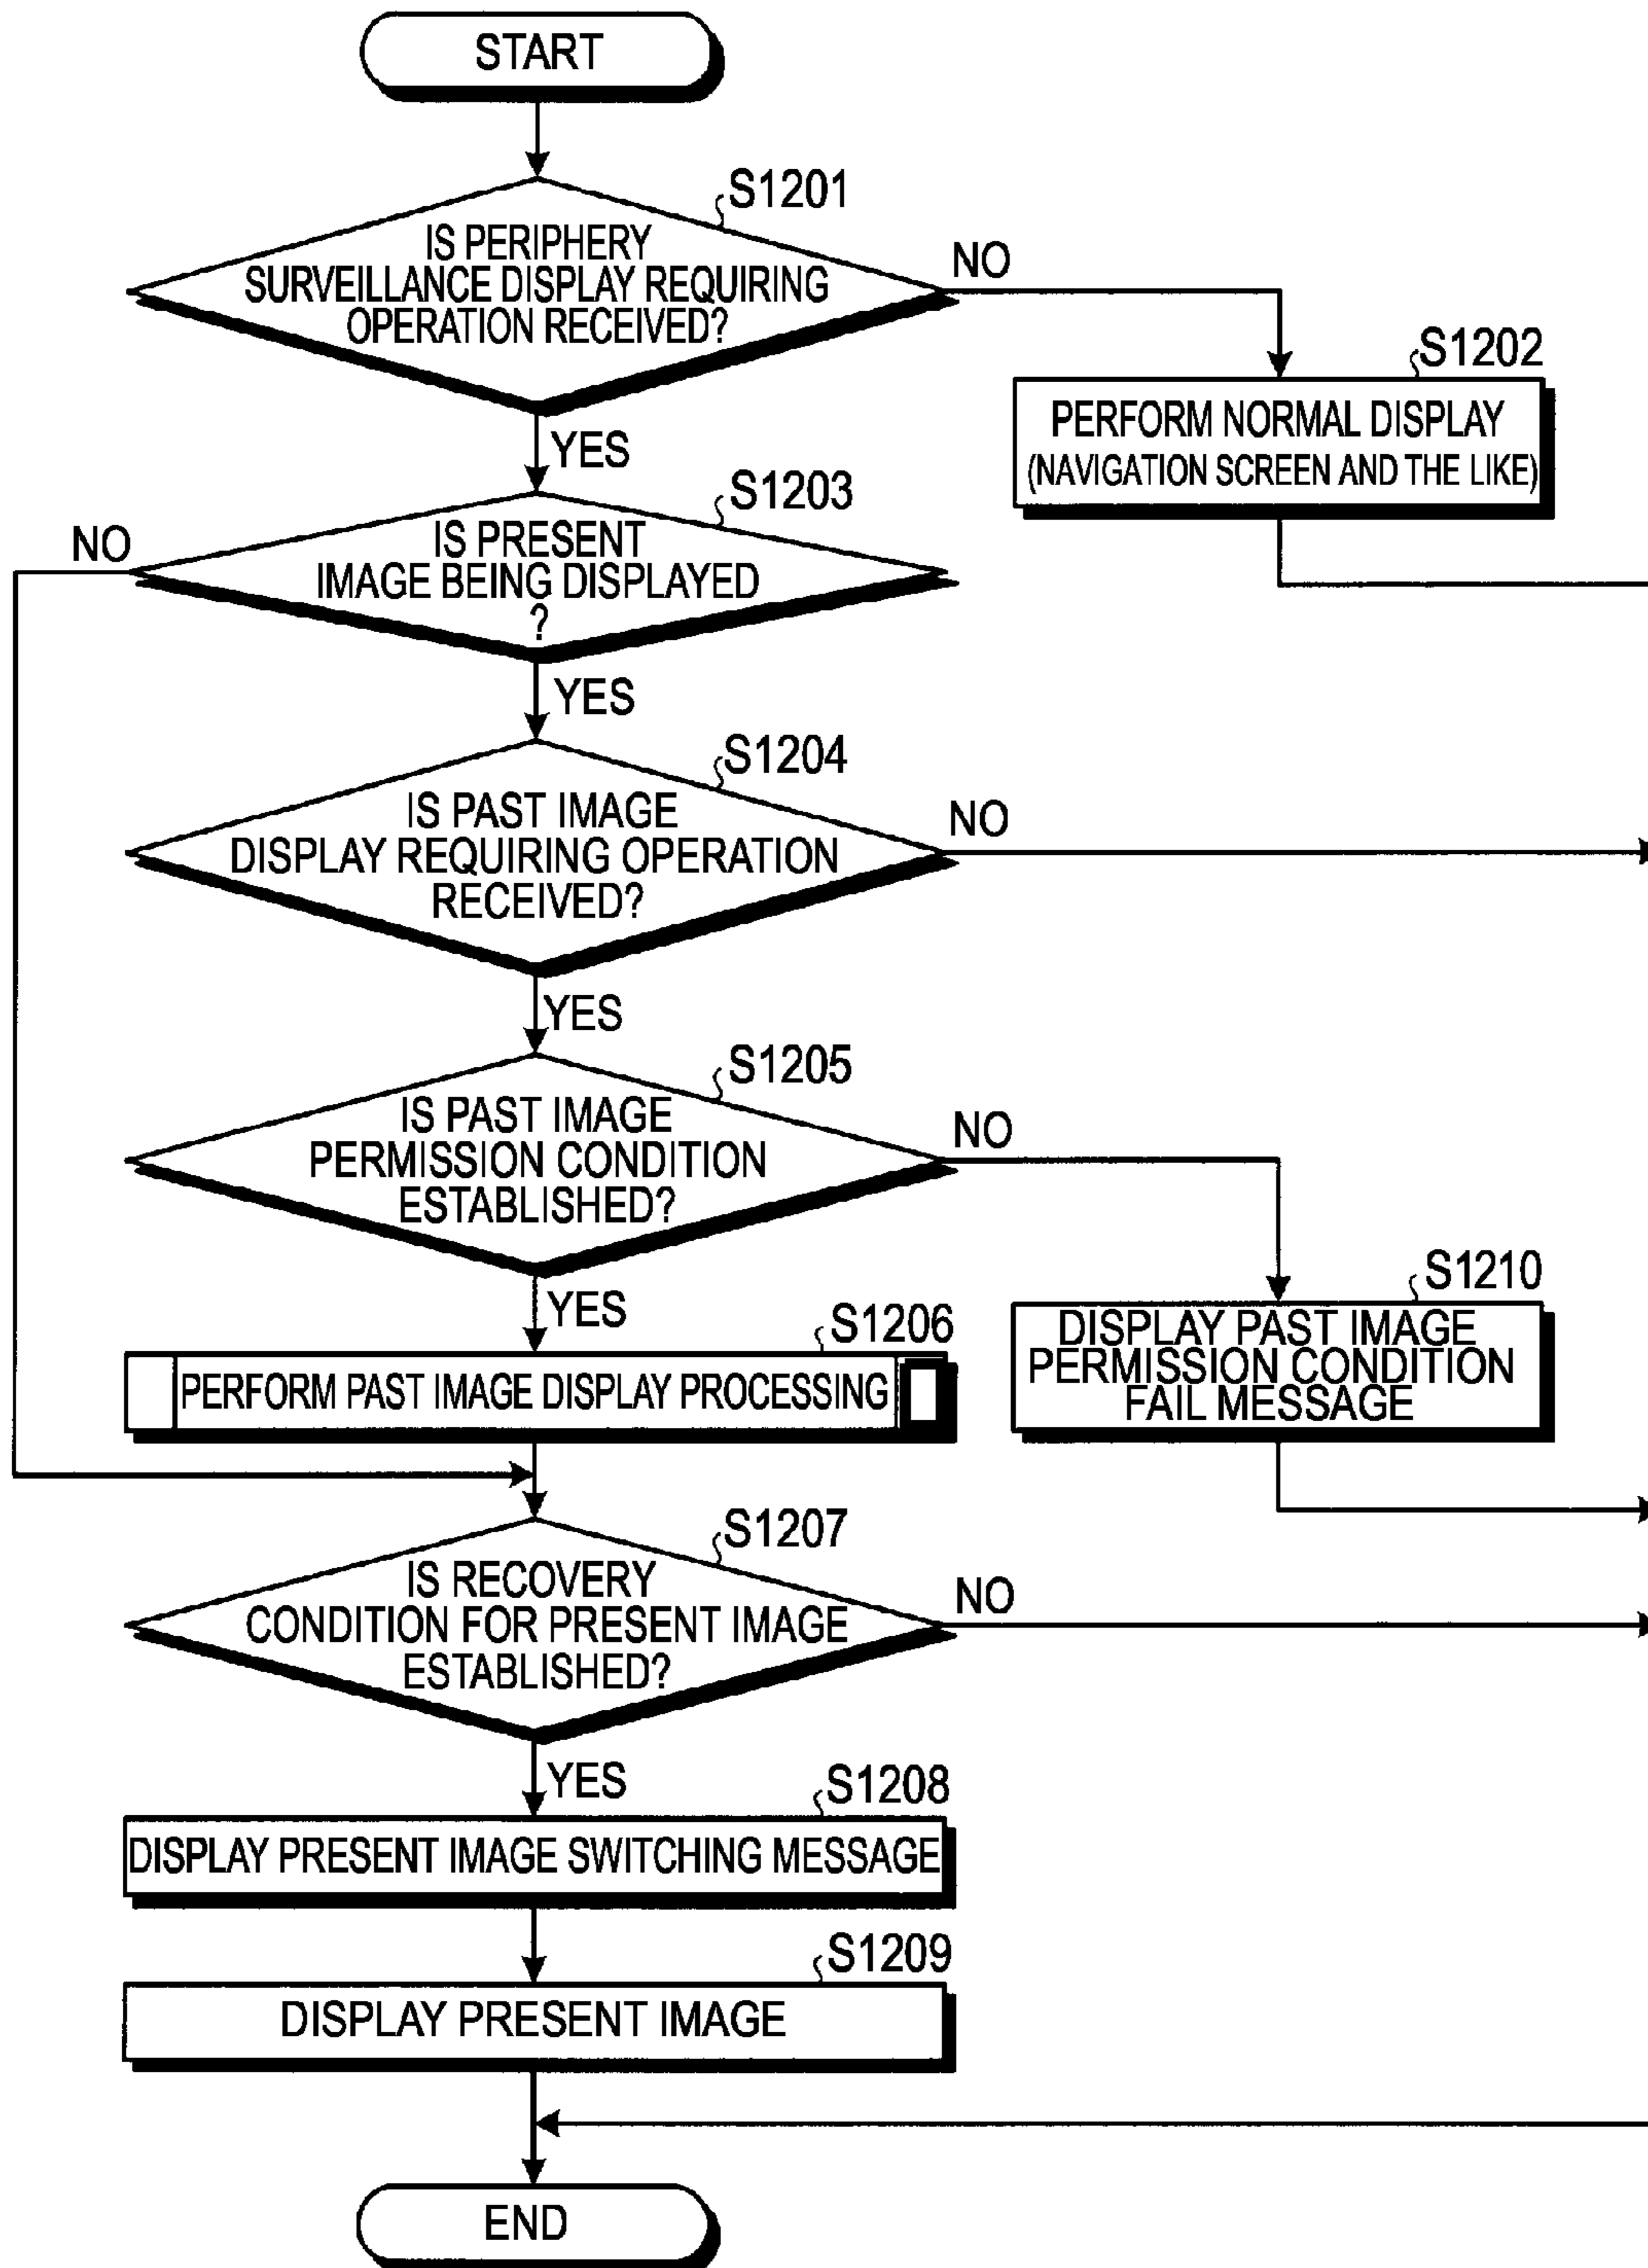 START
S1201
IS PERIPHERY
SURVEILLANCE DISPLAY REQUIRING
OPERATION RECEIVED?
NO
S1202
PERFORM NORMAL DISPLAY
(NAVIGATION SCREEN AND THE LIKE)
YES
S1203
NO
IS PRESENT
IMAGE BEING DISPLAYED
?
YES
S1204
IS PAST IMAGE
DISPLAY REQUIRING OPERATION
RECEIVED?
NO
YES
S1205
IS PAST IMAGE
PERMISSION CONDITION
ESTABLISHED?
NO
S1210
DISPLAY PAST IMAGE
PERMISSION CONDITION
FAIL MESSAGE
YES
S1206
PERFORM PAST IMAGE DISPLAY PROCESSING
S1207
IS RECOVERY
CONDITION FOR PRESENT IMAGE
ESTABLISHED?
NO
YES
S1208
DISPLAY PRESENT IMAGE SWITCHING MESSAGE
S1209
DISPLAY PRESENT IMAGE
END